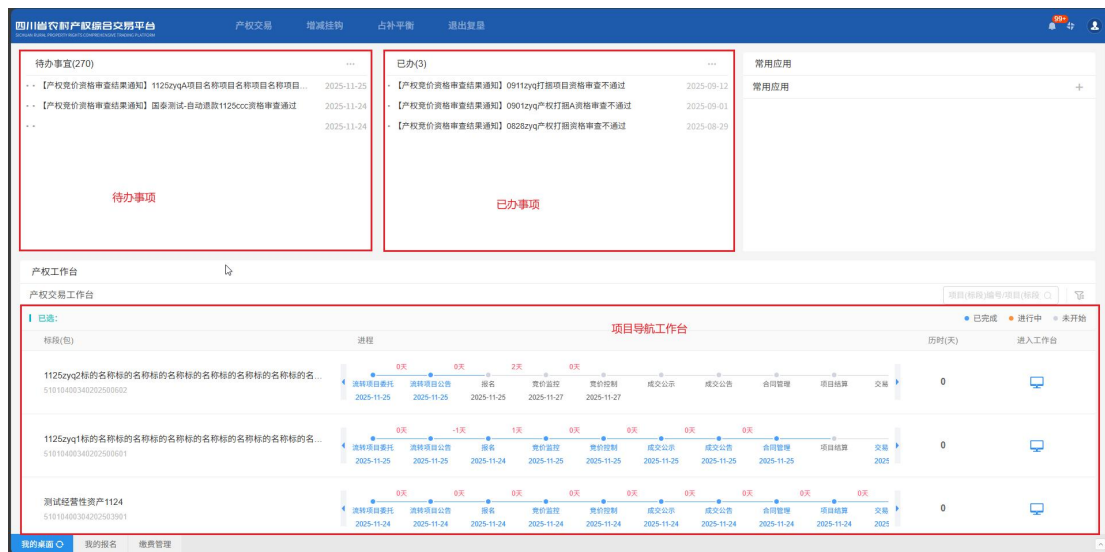 四川省农村产权综合交易平台 产权交易 增减挂钩 占补平衡 退出复垦 99+
SICHUAN RURAL PROPERTY RIGHTS COMPREHENSIVE TRADING PLATFORM
待办事宜(270) ···
【产权竞价资格审查结果通知】1125zyqA项目名称项目名称项目名称项目... 2025-11-25
【产权竞价资格审查结果通知】国泰测试-自动退款1125ccc资格审查通过 2025-11-24
2025-11-24
待办事项
已办(3) ···
【产权竞价资格审查结果通知】0911zyq打捆项目资格审查不通过 2025-09-12
【产权竞价资格审查结果通知】0901zyq产权打捆A资格审查不通过 2025-09-01
【产权竞价资格审查结果通知】0828zyq产权打捆资格审查不通过 2025-08-29
已办事项
常用应用
常用应用 +
产权工作台
产权交易工作台 项目(标段)编号/项目(标段
已选: 项目导航工作台 已完成 进行中 未开始
标段(包) 进程 历时(天) 进入工作台
0天 0天 2天 0天
1125zyq2标的名称标的名称标的名称标的名称标的名称标的名... 流转项目委托 流转项目公告 报名 竞价监控 竞价控制 成交公示 成交公告 合同管理 项目结算 交易 0
51010400340202500602 2025-11-25 2025-11-25 2025-11-25 2025-11-27 2025-11-27
0天 -1天 1天 0天 0天 0天 0天
1125zyq1标的名称标的名称标的名称标的名称标的名称标的名... 流转项目委托 流转项目公告 报名 竞价监控 竞价控制 成交公示 成交公告 合同管理 项目结算 交易 0
51010400340202500601 2025-11-25 2025-11-25 2025-11-24 2025-11-25 2025-11-25 2025-11-25 2025-11-25 2025-11-25 2025
0天 0天 0天 0天 0天 0天 0天 0天 0天
测试经营性资产1124 流转项目委托 流转项目公告 报名 竞价监控 竞价控制 成交公示 成交公告 合同管理 项目结算 交易 0
51010400304202503901 2025-11-24 2025-11-24 2025-11-24 2025-11-24 2025-11-24 2025-11-24 2025-11-24 2025-11-24 2025-11-24 2025
我的桌面 我的报名 缴费管理